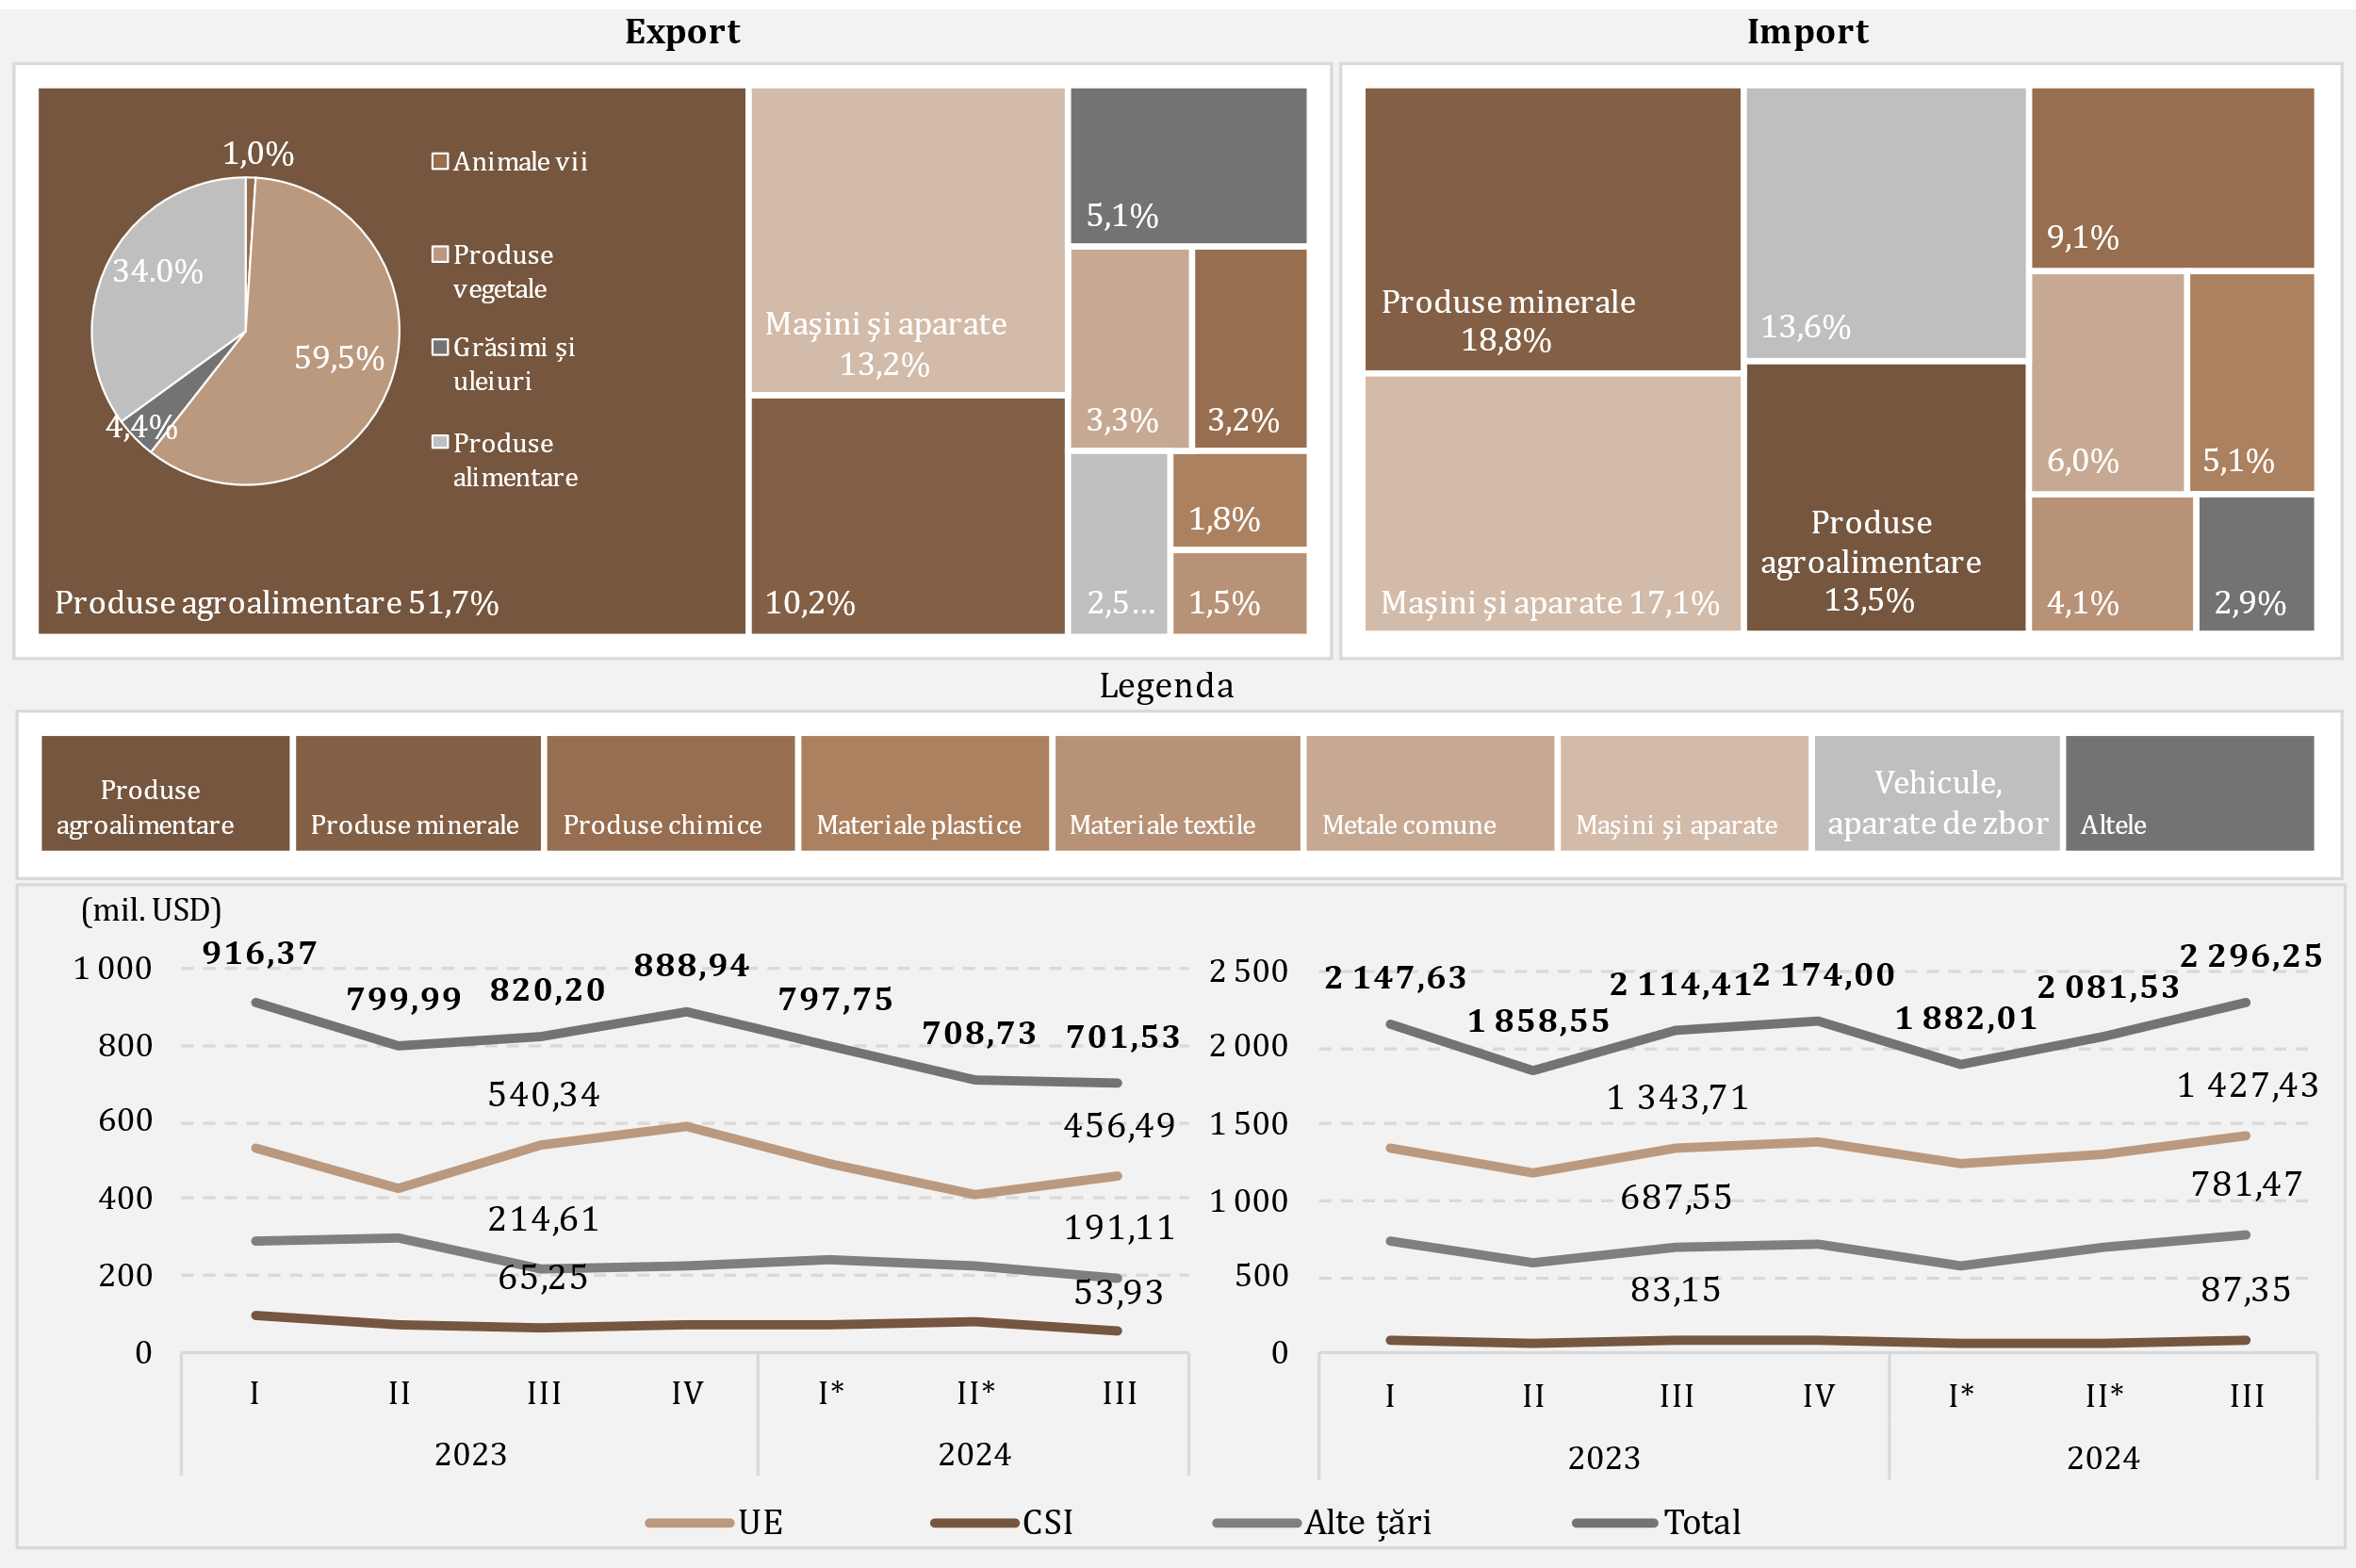 Export
1,0%
34.0%
59,5%
4,4%
Animale vii
Produse
vegetale
Grăsimi și
uleiuri
Produse
alimentare
Produse agroalimentare 51,7%
Maşini şi aparate
13,2%
10,2%
5,1%
3,3%
3,2%
2,5...
1,8%
1,5%
Import
Produse minerale
18,8%
Maşini şi aparate 17,1%
13,6%
Produse
agroalimentare
13,5%
9,1%
6,0%
5,1%
4,1%
2,9%
Legenda
Produse
agroalimentare
Produse minerale
Produse chimice
Materiale plastice
Materiale textile
Metale comune
Maşini şi aparate
Vehicule,
aparate de zbor
Altele
(mil. USD)
1 000
800
600
400
200
0
916,37
799,99
820,20
888,94
797,75
708,73
701,53
540,34
456,49
214,61
191,11
65,25
53,93
I
II
III
IV
I*
II*
III
2023
2024
2 500
2 000
1 500
1 000
500
0
2 147,63
1 858,55
2 114,41
2 174,00
1 882,01
2 081,53
2 296,25
1 343,71
1 427,43
687,55
781,47
83,15
87,35
I
II
III
IV
I*
II*
III
2023
2024
UE
CSI
Alte țări
Total